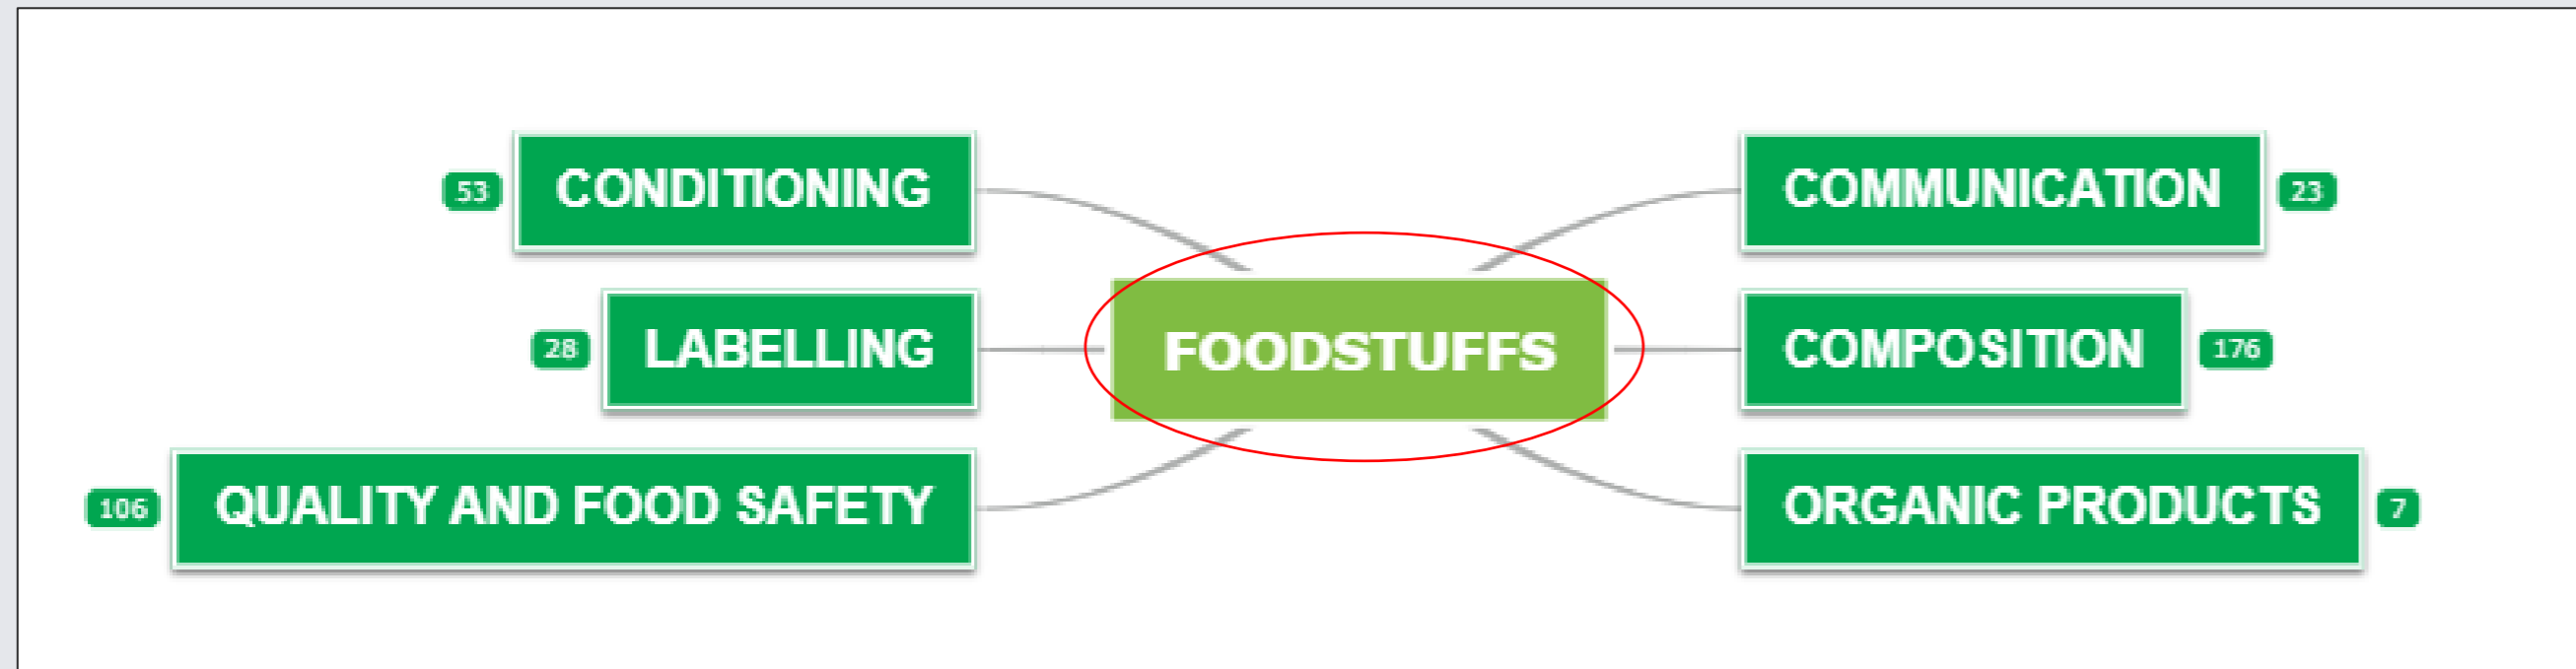 53 CONDITIONING
COMMUNICATION 23
28 LABELLING
FOODSTUFFS
COMPOSITION 176
106 QUALITY AND FOOD SAFETY
ORGANIC PRODUCTS 7